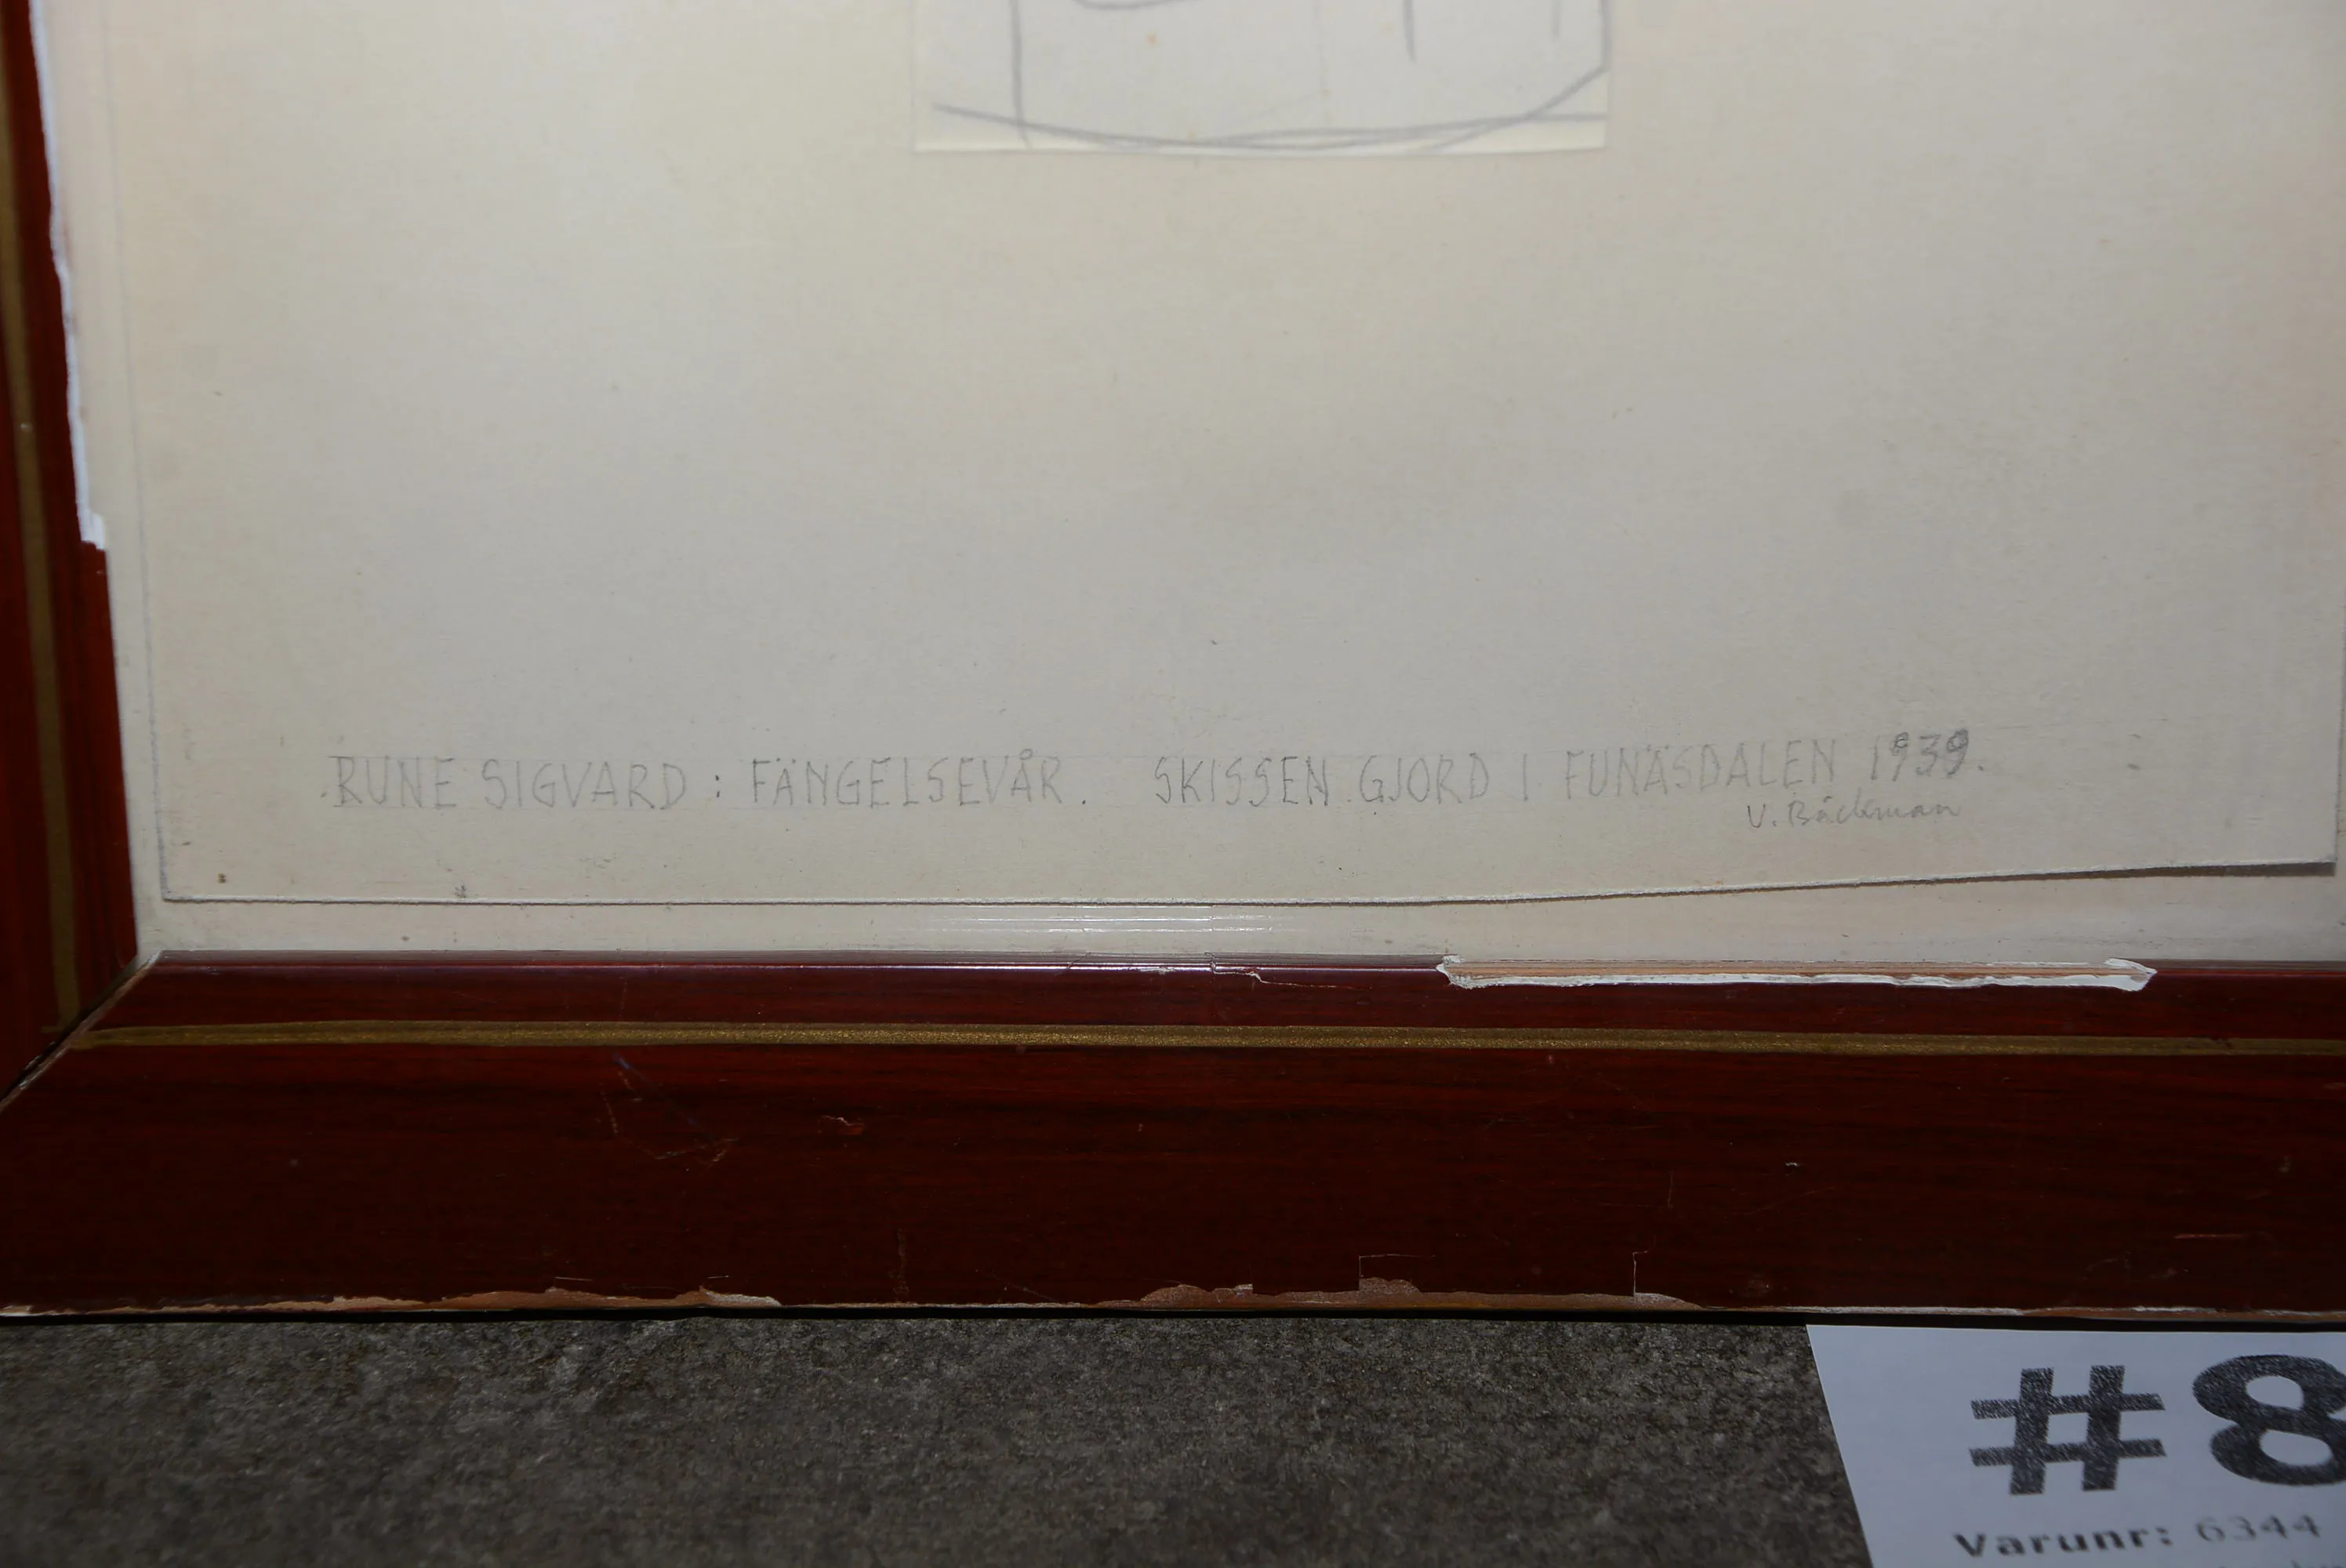 RUNE SIGVARD: FÄNGELSEVÅR. SKISSEN GJORD I FUNÄSDALEN 1939.
V. Bäckman
#8
Varunr: 6344